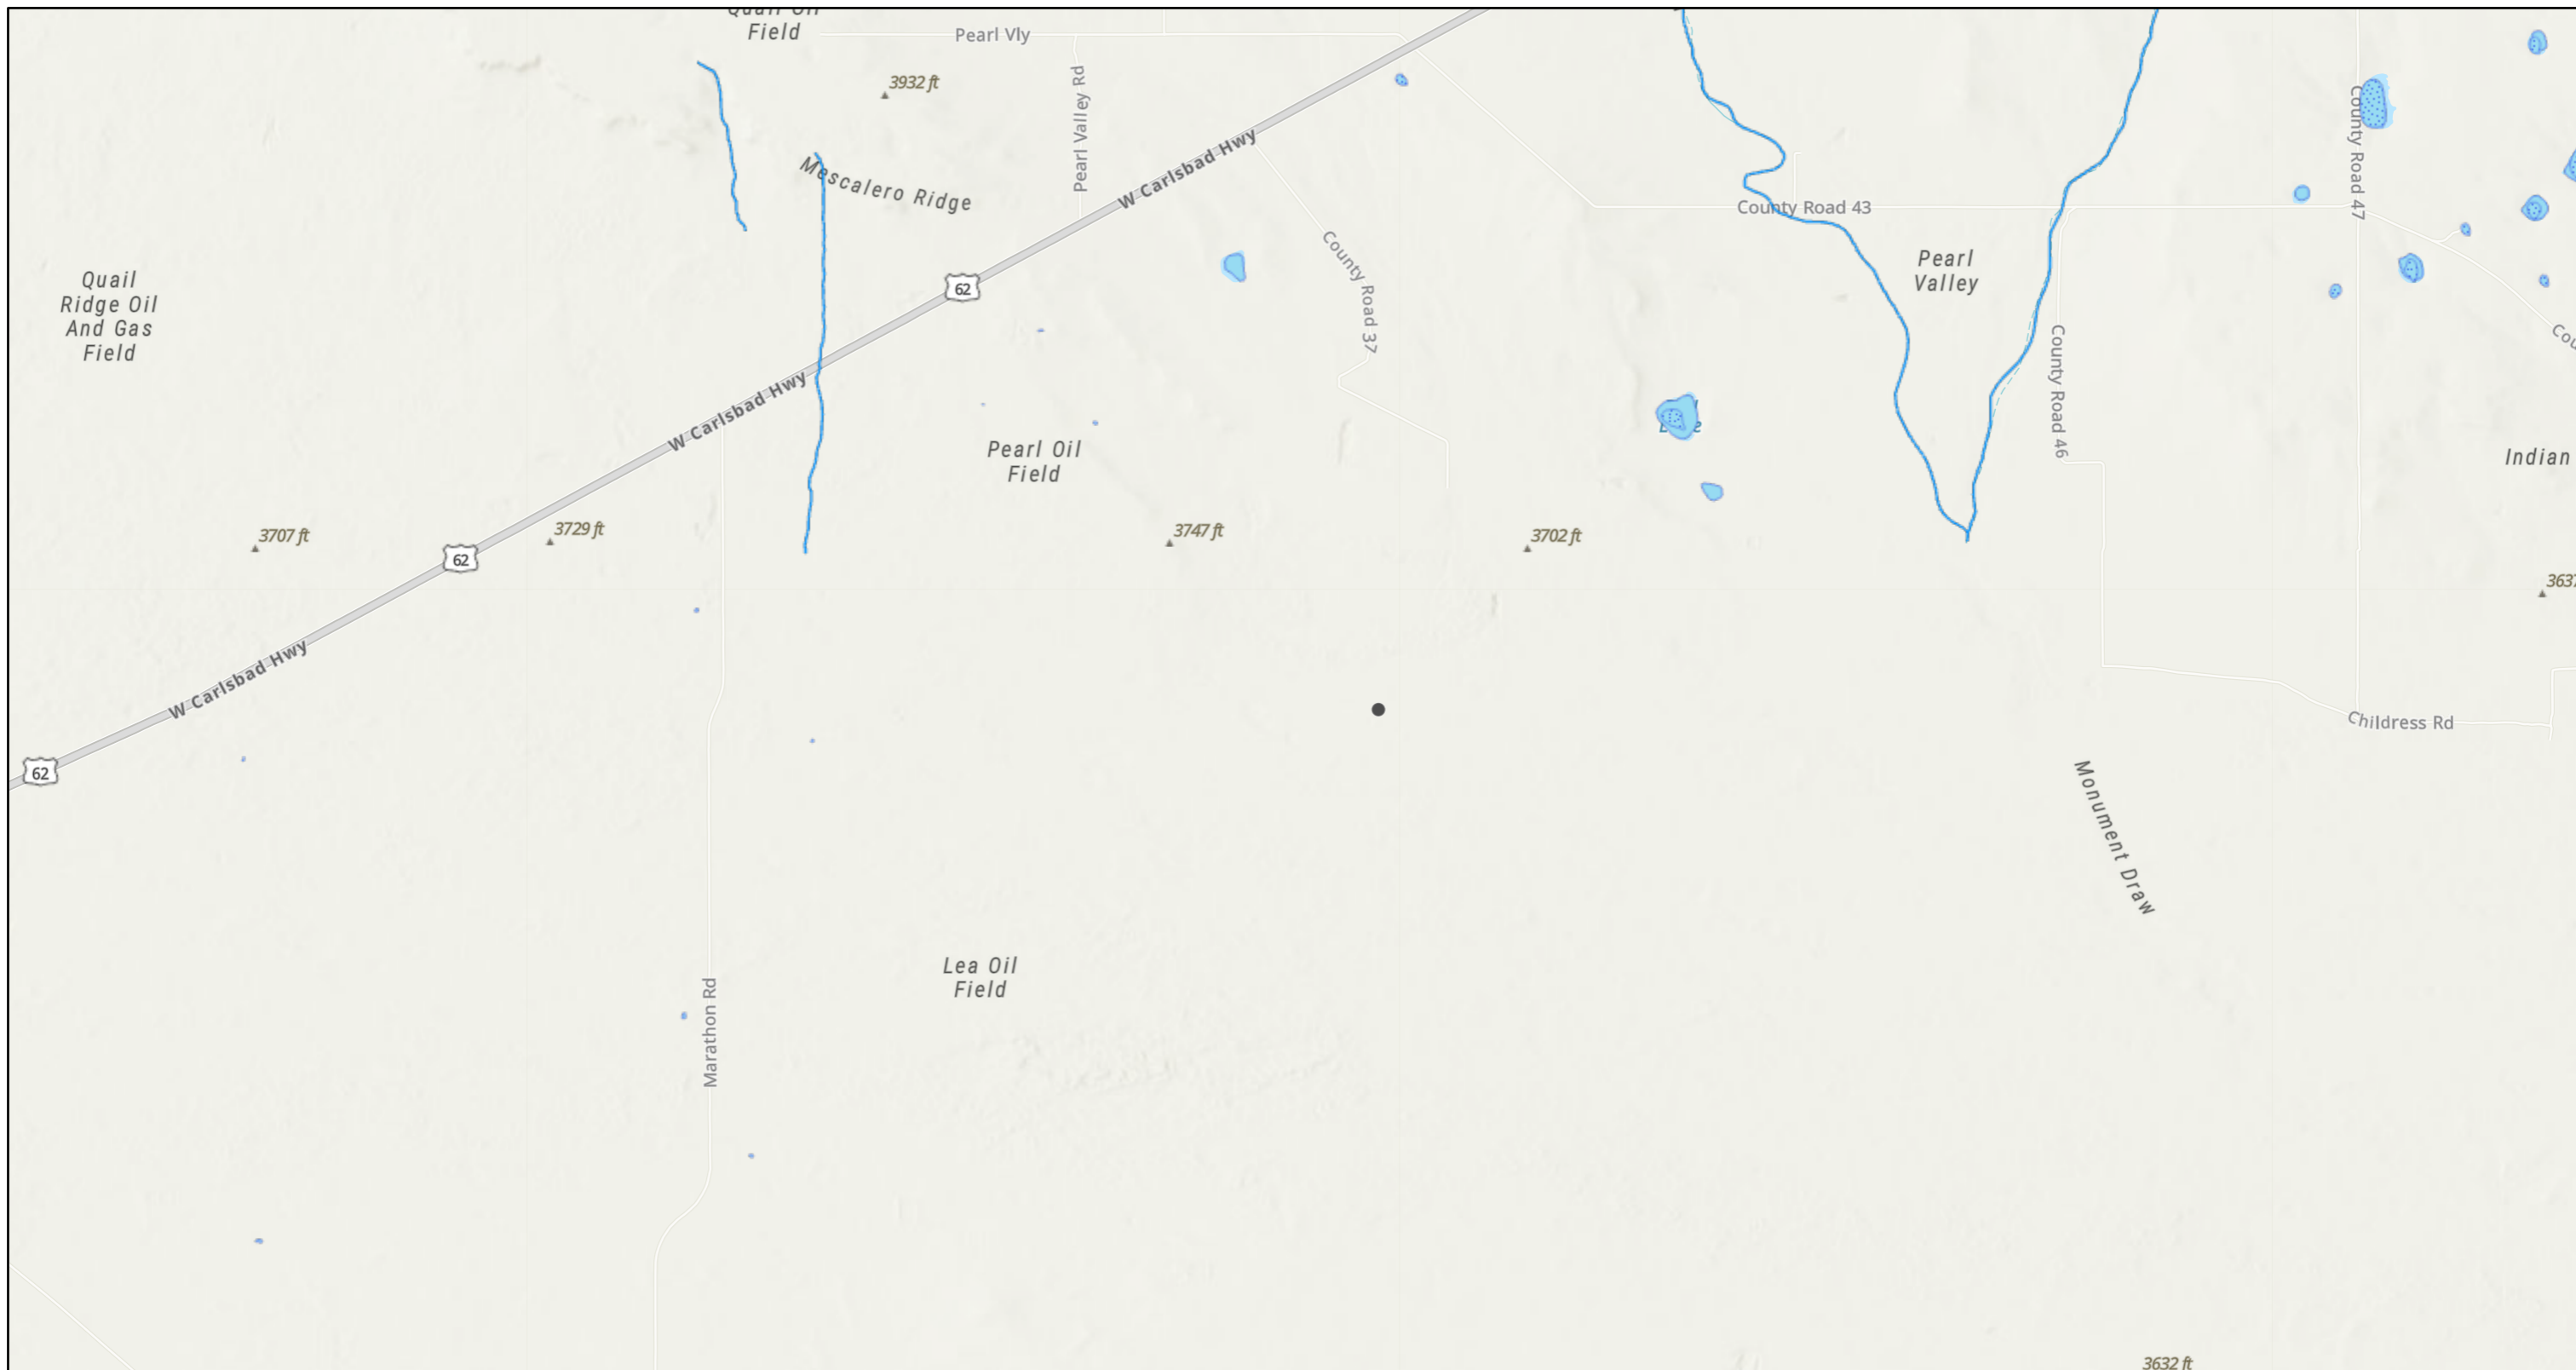 Quail Oil
Field
Pearl Vly
3932 ft
Pearl Valley Rd
W Carlsbad Hwy
Mescalero Ridge
County Road 47
County Road 43
Pearl
Valley
Quail
Ridge Oil
And Gas
Field
62
County Road 37
County Road 46
W Carlsbad Hwy
Pearl Oil
Field
Indian
3707 ft
3729 ft
3747 ft
3702 ft
62
W Carlsbad Hwy
Childress Rd
62
Monument Draw
Lea Oil
Field
Marathon Rd
3632 ft